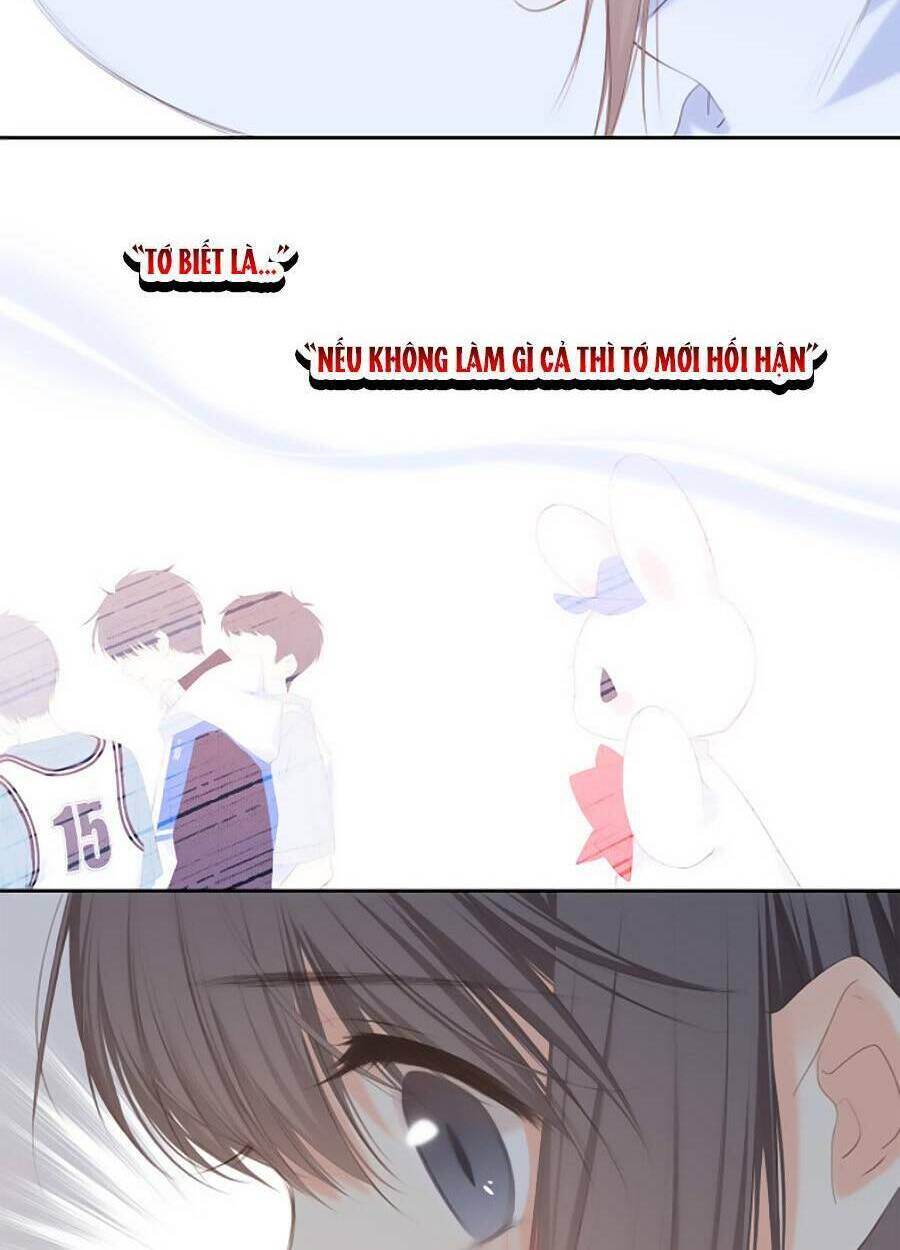 "TỚ BIẾT LÀ..."
"NẾU KHÔNG LÀM GÌ CẢ THÌ TỚ MỚI HỐI HẬN"
15